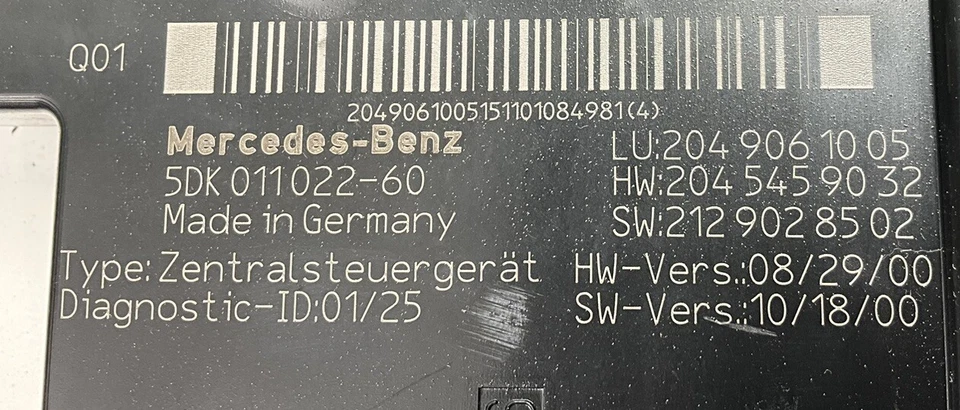 Q01
2049061005151101084981(4)
Mercedes-Benz
LU:204 906 10 05
5DK 011 022-60
HW:204 545 90 32
Made in Germany
SW:212 902 85 02
Type: Zentralsteuergerät
HW-Vers.:08/29/00
Diagnostic-ID:01/25
SW-Vers.:10/18/00